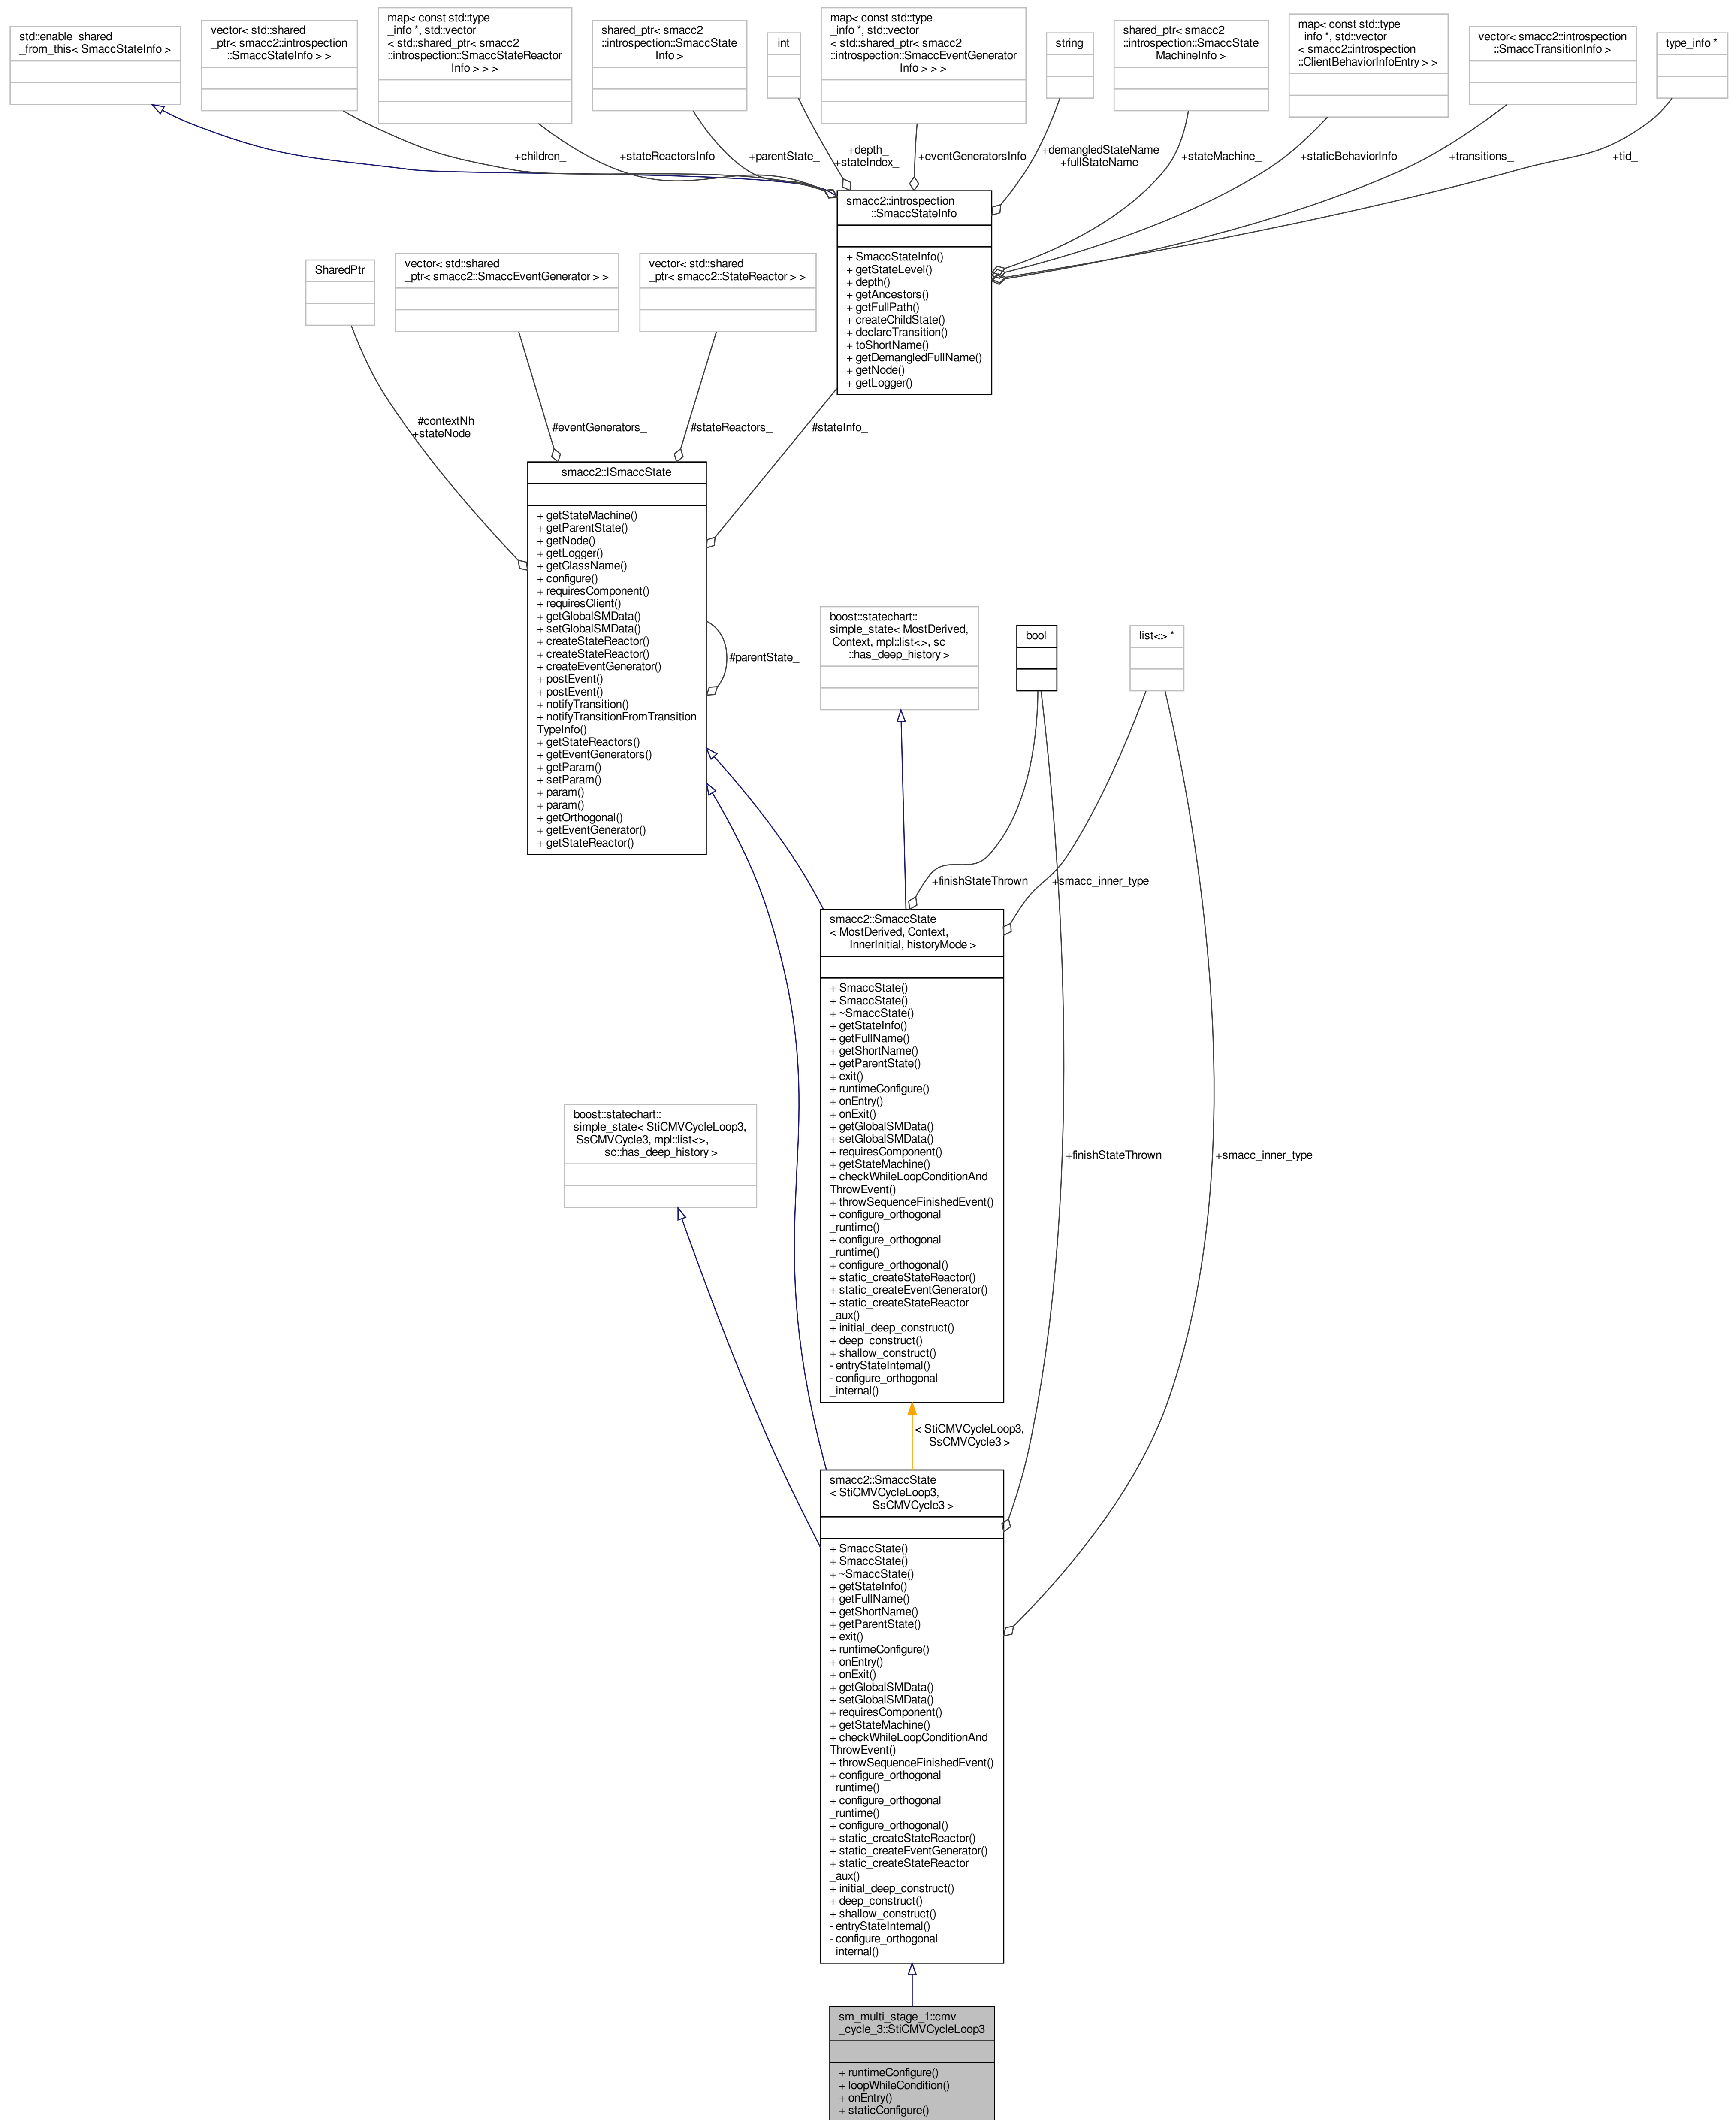 std::enable_shared
_from_this< SmaccStateInfo >
vector< std::shared
_ptr< smacc2::introspection
::SmaccStateInfo > >
map< const std::type
_info *, std::vector
< std::shared_ptr< smacc2
::introspection::SmaccStateReactor
Info > > >
shared_ptr< smacc2
::introspection::SmaccState
Info >
int
map< const std::type
_info *, std::vector
< std::shared_ptr< smacc2
::introspection::SmaccEventGenerator
Info > > >
string
shared_ptr< smacc2
::introspection::SmaccState
MachineInfo >
map< const std::type
_info *, std::vector
< smacc2::introspection
::ClientBehaviorInfoEntry > >
vector< smacc2::introspection
::SmaccTransitionInfo >
type_info *
+children_
+stateReactorsInfo
+parentState_
+depth_
+stateIndex_
+eventGeneratorsInfo
+demangledStateName
+fullStateName
+stateMachine_
+staticBehaviorInfo
+transitions_
+tid_
smacc2::introspection
::SmaccStateInfo
+ SmaccStateInfo()
+ getStateLevel()
+ depth()
+ getAncestors()
+ getFullPath()
+ createChildState()
+ declareTransition()
+ toShortName()
+ getDemangledFullName()
+ getNode()
+ getLogger()
SharedPtr
vector< std::shared
_ptr< smacc2::SmaccEventGenerator > >
vector< std::shared
_ptr< smacc2::StateReactor > >
#contextNh
+stateNode_
#eventGenerators_
#stateReactors_
#stateInfo_
smacc2::ISmaccState
+ getStateMachine()
+ getParentState()
+ getNode()
+ getLogger()
+ getClassName()
+ configure()
+ requiresComponent()
+ requiresClient()
+ getGlobalSMData()
+ setGlobalSMData()
+ createStateReactor()
+ createStateReactor()
+ createEventGenerator()
+ postEvent()
+ postEvent()
+ notifyTransition()
+ notifyTransitionFromTransition
TypeInfo()
+ getStateReactors()
+ getEventGenerators()
+ getParam()
+ setParam()
+ param()
+ param()
+ getOrthogonal()
+ getEventGenerator()
+ getStateReactor()
#parentState_
boost::statechart::
simple_state< MostDerived,
Context, mpl::list<>, sc
::has_deep_history >
bool
list<> *
+finishStateThrown
+smacc_inner_type
smacc2::SmaccState
< MostDerived, Context,
InnerInitial, historyMode >
+ SmaccState()
+ SmaccState()
+ ~SmaccState()
+ getStateInfo()
+ getFullName()
+ getShortName()
+ getParentState()
+ exit()
+ runtimeConfigure()
+ onEntry()
+ onExit()
+ getGlobalSMData()
+ setGlobalSMData()
+ requiresComponent()
+ getStateMachine()
+ checkWhileLoopConditionAnd
ThrowEvent()
+ throwSequenceFinishedEvent()
+ configure_orthogonal
_runtime()
+ configure_orthogonal
_runtime()
+ configure_orthogonal()
+ static_createStateReactor()
+ static_createEventGenerator()
+ static_createStateReactor
_aux()
+ initial_deep_construct()
+ deep_construct()
+ shallow_construct()
- entryStateInternal()
- configure_orthogonal
_internal()
boost::statechart::
simple_state< StiCMVCycleLoop3,
SsCMVCycle3, mpl::list<>,
sc::has_deep_history >
+finishStateThrown
+smacc_inner_type
< StiCMVCycleLoop3,
SsCMVCycle3 >
smacc2::SmaccState
< StiCMVCycleLoop3,
SsCMVCycle3 >
+ SmaccState()
+ SmaccState()
+ ~SmaccState()
+ getStateInfo()
+ getFullName()
+ getShortName()
+ getParentState()
+ exit()
+ runtimeConfigure()
+ onEntry()
+ onExit()
+ getGlobalSMData()
+ setGlobalSMData()
+ requiresComponent()
+ getStateMachine()
+ checkWhileLoopConditionAnd
ThrowEvent()
+ throwSequenceFinishedEvent()
+ configure_orthogonal
_runtime()
+ configure_orthogonal
_runtime()
+ configure_orthogonal()
+ static_createStateReactor()
+ static_createEventGenerator()
+ static_createStateReactor
_aux()
+ initial_deep_construct()
+ deep_construct()
+ shallow_construct()
- entryStateInternal()
- configure_orthogonal
_internal()
sm_multi_stage_1::cmv
_cycle_3::StiCMVCycleLoop3
+ runtimeConfigure()
+ loopWhileCondition()
+ onEntry()
+ staticConfigure()